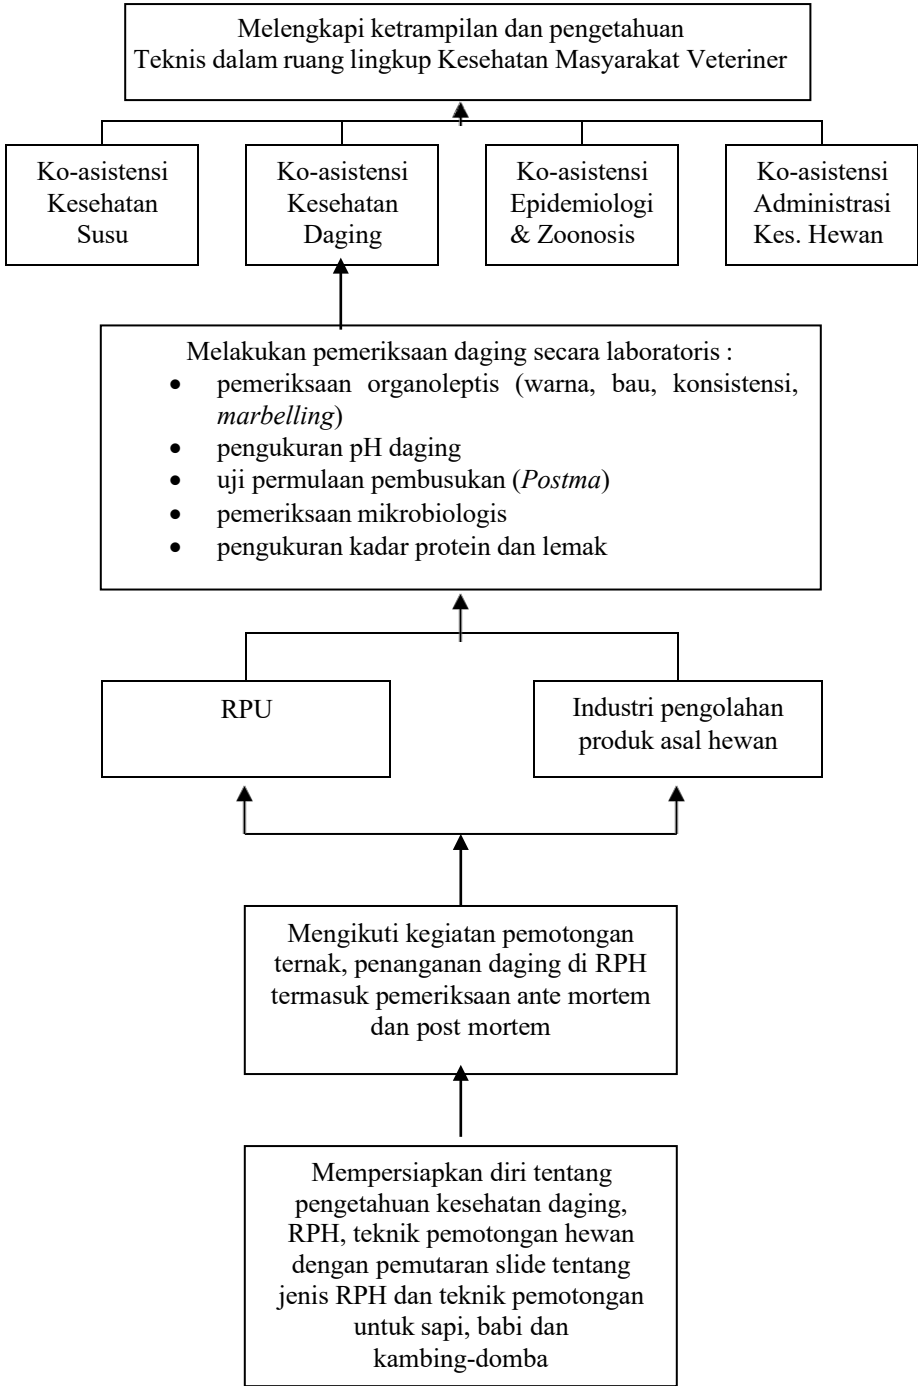 Melengkapi ketrampilan dan pengetahuan
Teknis dalam ruang lingkup Kesehatan Masyarakat Veteriner
Ko-asistensi
Kesehatan
Susu
Ko-asistensi
Kesehatan
Daging
Ko-asistensi
Epidemiologi
& Zoonosis
Ko-asistensi
Administrasi
Kes. Hewan
Melakukan pemeriksaan daging secara laboratoris :
• pemeriksaan organoleptis (warna, bau, konsistensi,
marbelling)
• pengukuran pH daging
• uji permulaan pembusukan (Postma)
• pemeriksaan mikrobiologis
• pengukuran kadar protein dan lemak
RPU
Industri pengolahan
produk asal hewan
Mengikuti kegiatan pemotongan
ternak, penanganan daging di RPH
termasuk pemeriksaan ante mortem
dan post mortem
Mempersiapkan diri tentang
pengetahuan kesehatan daging,
RPH, teknik pemotongan hewan
dengan pemutaran slide tentang
jenis RPH dan teknik pemotongan
untuk sapi, babi dan
kambing-domba